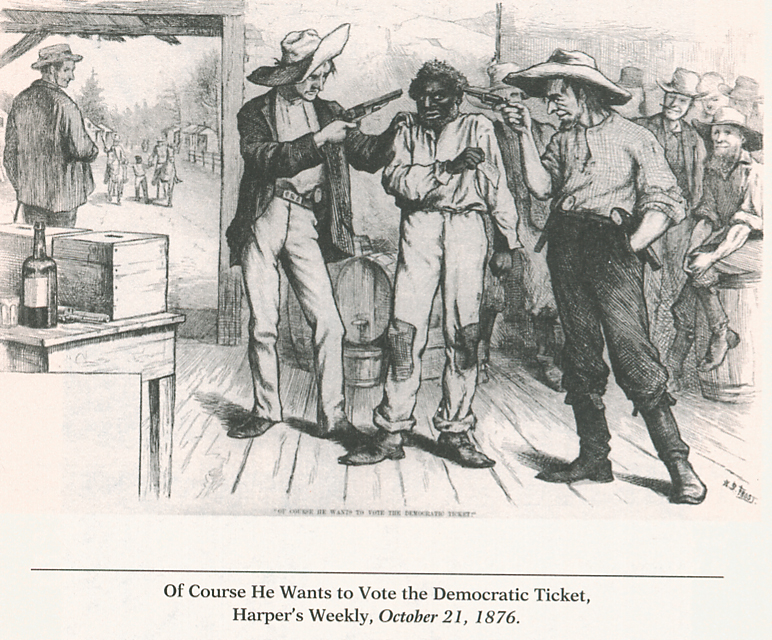 A.B. FROST.
"OF COURSE HE WANTS TO VOTE THE DEMOCRATIC TICKET!"
Of Course He Wants to Vote the Democratic Ticket,
Harper's Weekly, October 21, 1876.